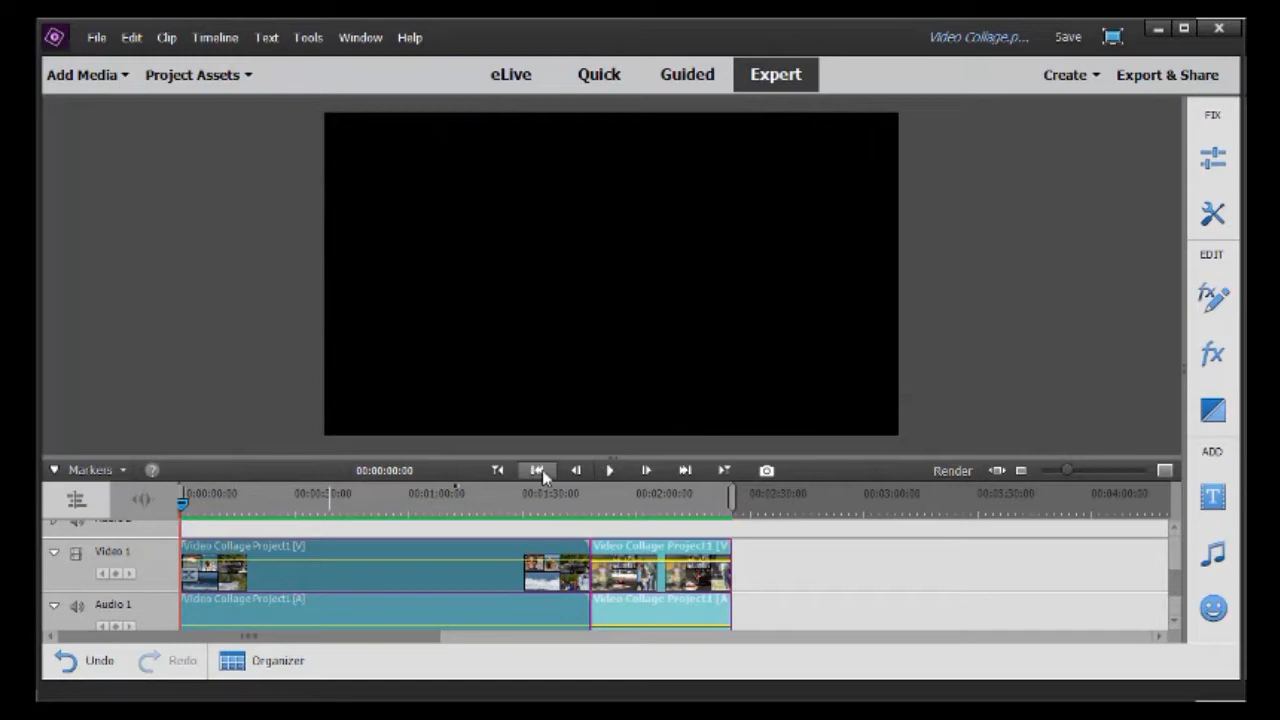 File Edit Clip Timeline Text Tools Window Help Video Collage.p... Save
Add Media Project Assets eLive Quick Guided Expert Create Export & Share
FIX
EDIT
ADD
Markers 00:00:00:00 Render
0:00:00:00 00:00:30:00 00:01:00:00 00:01:30:00 00:02:00:00 00:02:30:00 00:03:00:00 00:03:30:00 00:04:00:00
Video 1 Video Collage Project1 [V] Video Collage Project1 [V
Audio 1 Video Collage Project1 [A] Video Collage Project1 [A
Undo Redo Organizer